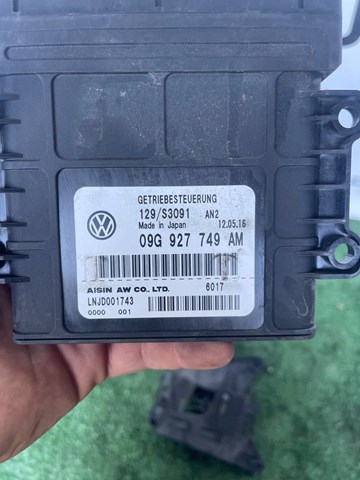 GETRIEBESTEUERUNG
129/S3091 AN2
Made in Japan 12.05.16
09G 927 749 AM
AISIN AW CO., LTD. 6017
LNJD001743
0000 001